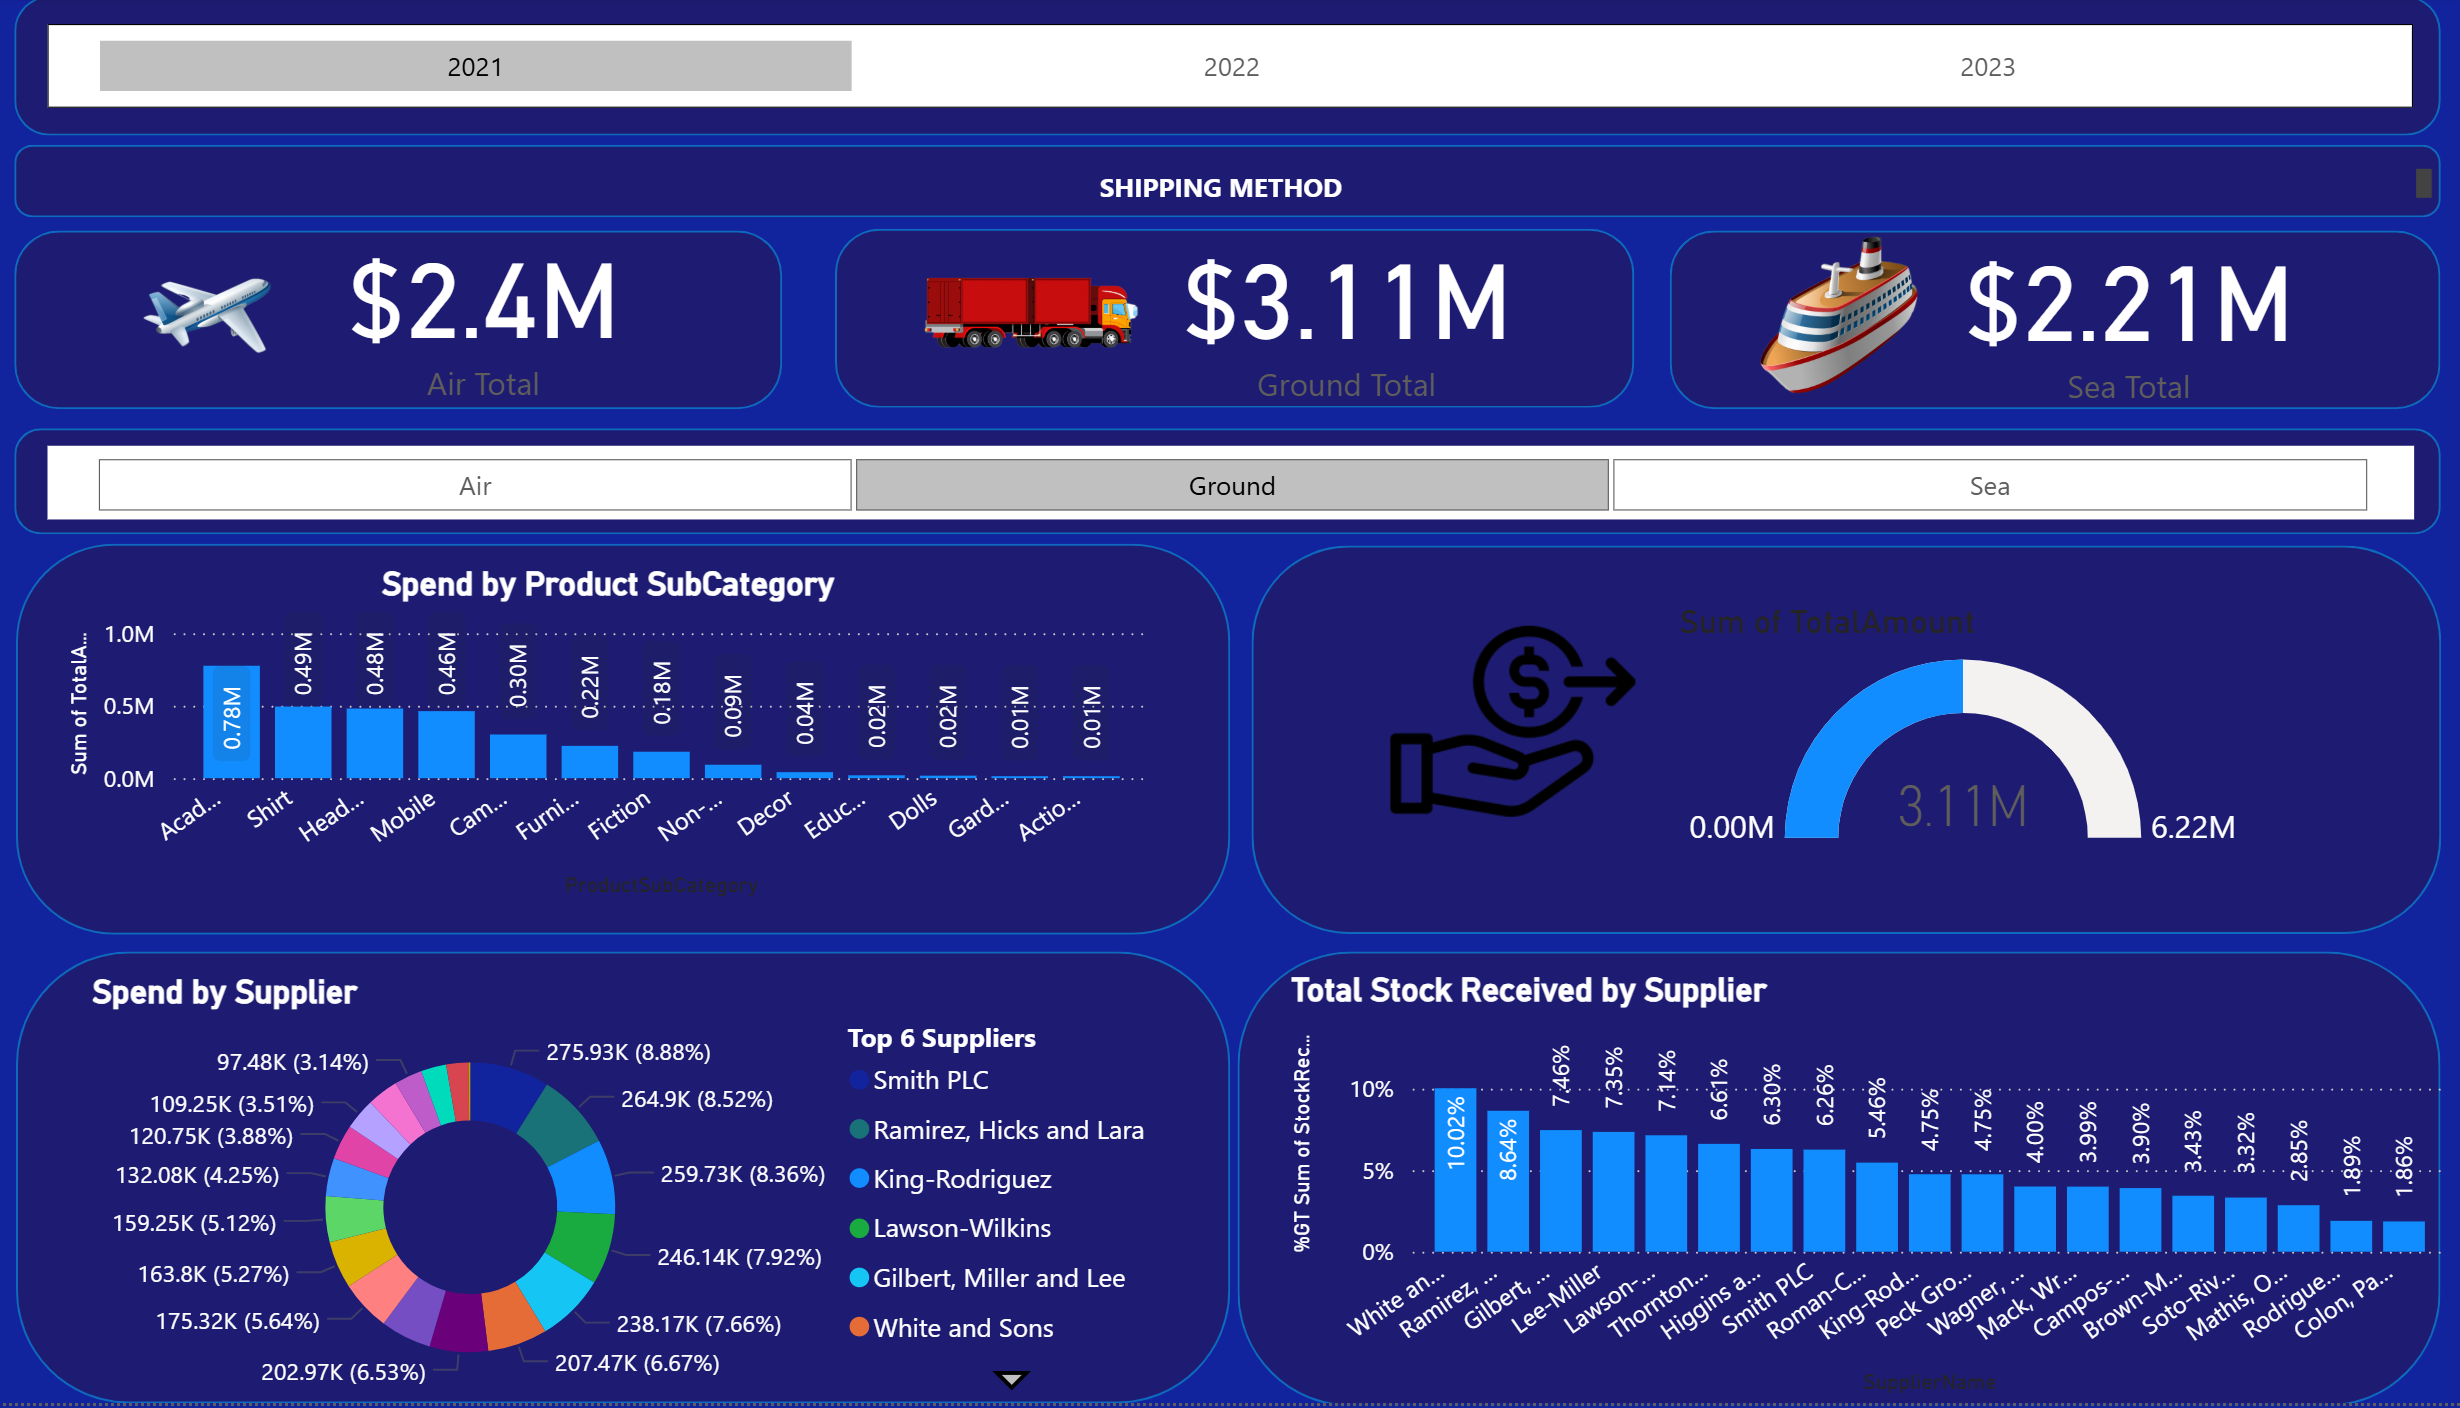 2021
2022
2023
SHIPPING METHOD
$2.4M
Air Total
$3.11M
Ground Total
$2.21M
Sea Total
Air
Ground
Sea
Spend by Product SubCategory
Sum of TotalA...
1.0M
0.5M
0.0M
0.78M
0.49M
0.48M
0.46M
0.30M
0.22M
0.18M
0.09M
0.04M
0.02M
0.02M
0.01M
0.01M
Acad...
Shirt
Head...
Mobile
Cam...
Furni...
Fiction
Non-...
Decor
Educ...
Dolls
Gard...
Actio...
ProductSubCategory
Sum of TotalAmount
$
3.11M
0.00M
6.22M
Spend by Supplier
275.93K (8.88%)
264.9K (8.52%)
259.73K (8.36%)
246.14K (7.92%)
238.17K (7.66%)
207.47K (6.67%)
202.97K (6.53%)
175.32K (5.64%)
163.8K (5.27%)
159.25K (5.12%)
132.08K (4.25%)
120.75K (3.88%)
109.25K (3.51%)
97.48K (3.14%)
Top 6 Suppliers
Smith PLC
Ramirez, Hicks and Lara
King-Rodriguez
Lawson-Wilkins
Gilbert, Miller and Lee
White and Sons
Total Stock Received by Supplier
%GT Sum of StockRec...
10%
5%
0%
10.02%
8.64%
7.46%
7.35%
7.14%
6.61%
6.30%
6.26%
5.46%
4.75%
4.75%
4.00%
3.99%
3.90%
3.43%
3.32%
2.85%
1.89%
1.86%
White an...
Ramirez, ...
Gilbert, ...
Lee-Miller
Lawson-...
Thornton...
Higgins a...
Smith PLC
Roman-C...
King-Rod...
Peck Gro...
Wagner, ...
Mack, Wr...
Campos-...
Brown-M...
Soto-Riv...
Mathis, O...
Rodrigue...
Colon, Pa...
SupplierName